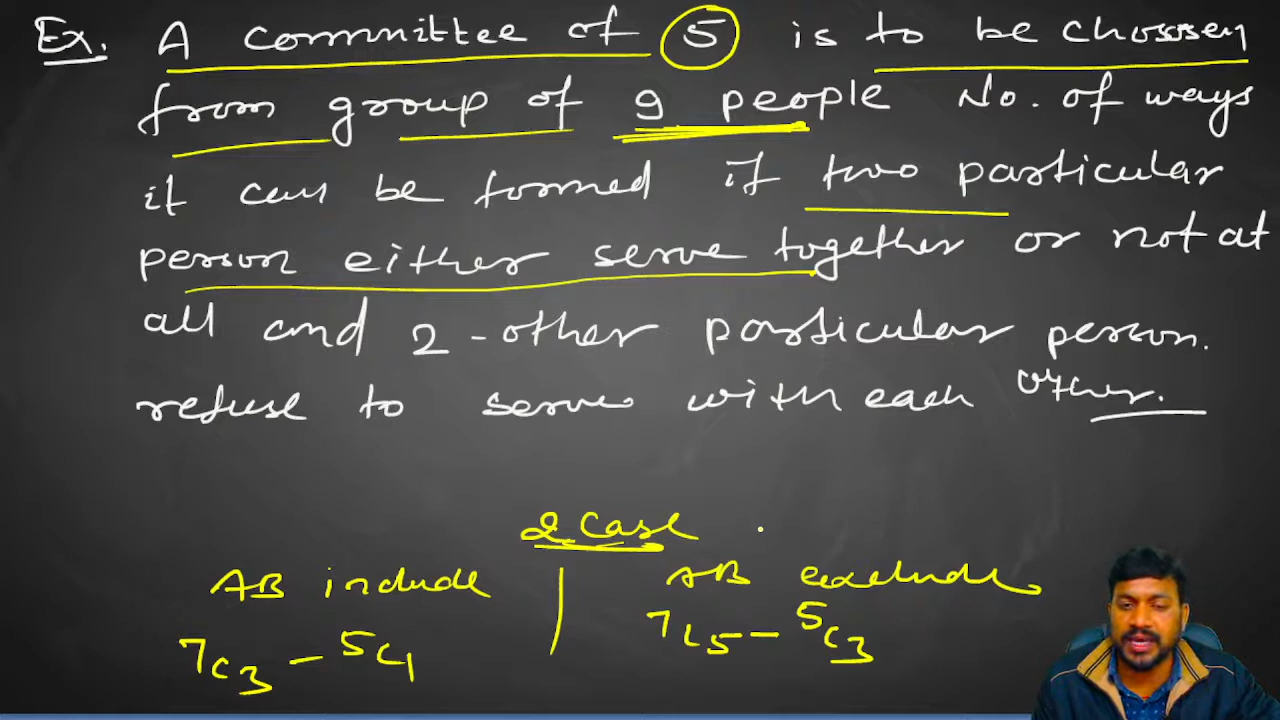 Ex. A committee of 5 is to be chossen
from group of 9 people No. of ways
it can be formed if two particular
person either serve together or not at
all and 2-other particular person.
refuse to serve with each other.
2 Case
AB include | AB exclude
⁷C₃ - ⁵C₁ ⁷C₅ - ⁵C₃